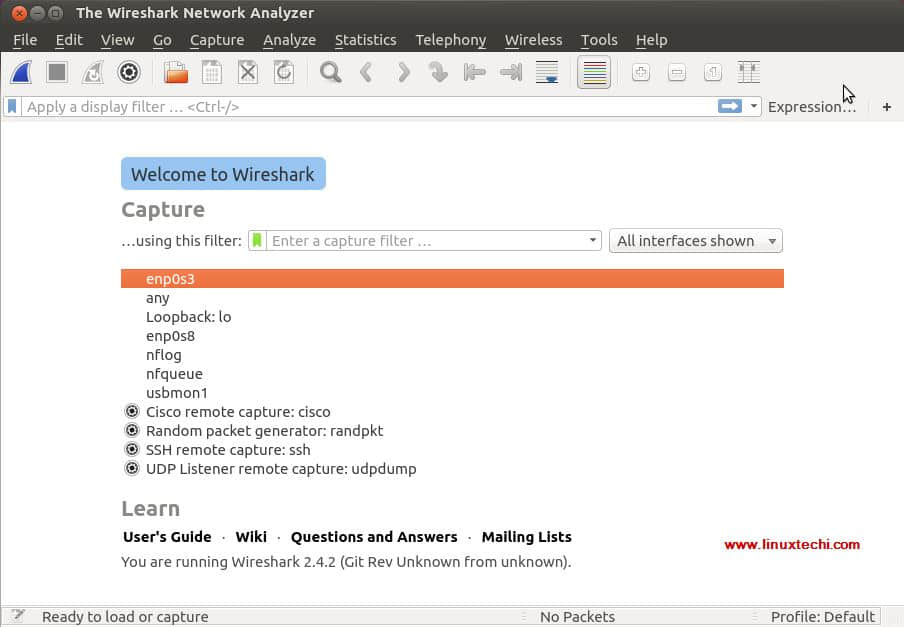 The Wireshark Network Analyzer
File Edit View Go Capture Analyze Statistics Telephony Wireless Tools Help
Apply a display filter … <Ctrl-/> Expression… +
Welcome to Wireshark
Capture
…using this filter: Enter a capture filter … All interfaces shown
enp0s3
any
Loopback: lo
enp0s8
nflog
nfqueue
usbmon1
Cisco remote capture: cisco
Random packet generator: randpkt
SSH remote capture: ssh
UDP Listener remote capture: udpdump
Learn
User's Guide · Wiki · Questions and Answers · Mailing Lists
www.linuxtechi.com
You are running Wireshark 2.4.2 (Git Rev Unknown from unknown).
Ready to load or capture No Packets Profile: Default